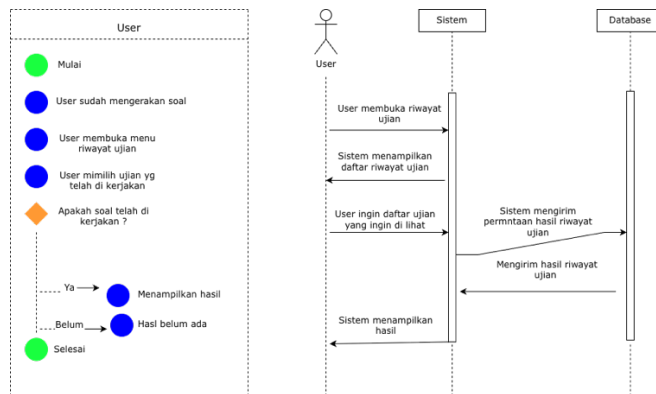 User
Mulai
User sudah mengerakan soal
User membuka menu
riwayat ujian
User mimilih ujian yg
telah di kerjakan
Apakah soal telah di
kerjakan ?
Ya
Menampilkan hasil
Belum
Hasl belum ada
Selesai
User
Sistem
Database
User membuka riwayat
ujian
Sistem menampilkan
daftar riwayat ujian
User ingin daftar ujian
yang ingin di lihat
Sistem mengirim
permntaan hasil riwayat
ujian
Mengirim hasil riwayat
ujian
Sistem menampilkan
hasil